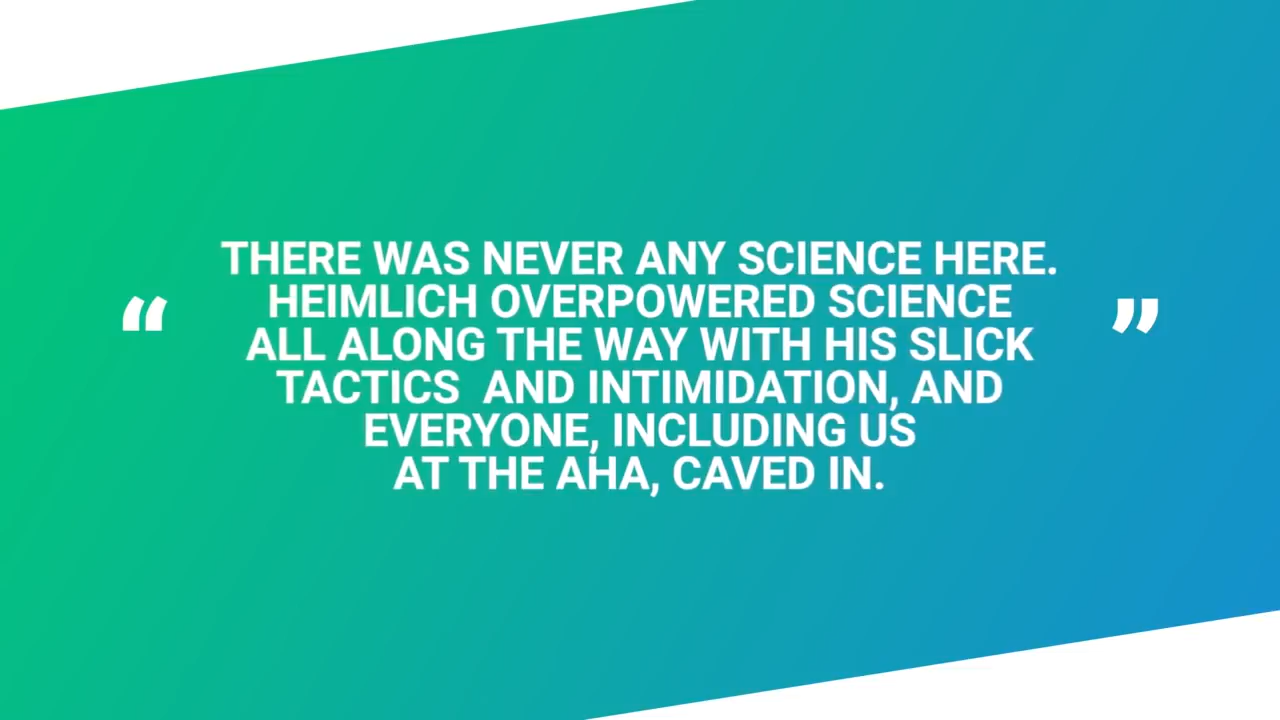 THERE WAS NEVER ANY SCIENCE HERE.
HEIMLICH OVERPOWERED SCIENCE
“ ALL ALONG THE WAY WITH HIS SLICK ”
TACTICS  AND INTIMIDATION, AND
EVERYONE, INCLUDING US
AT THE AHA, CAVED IN.